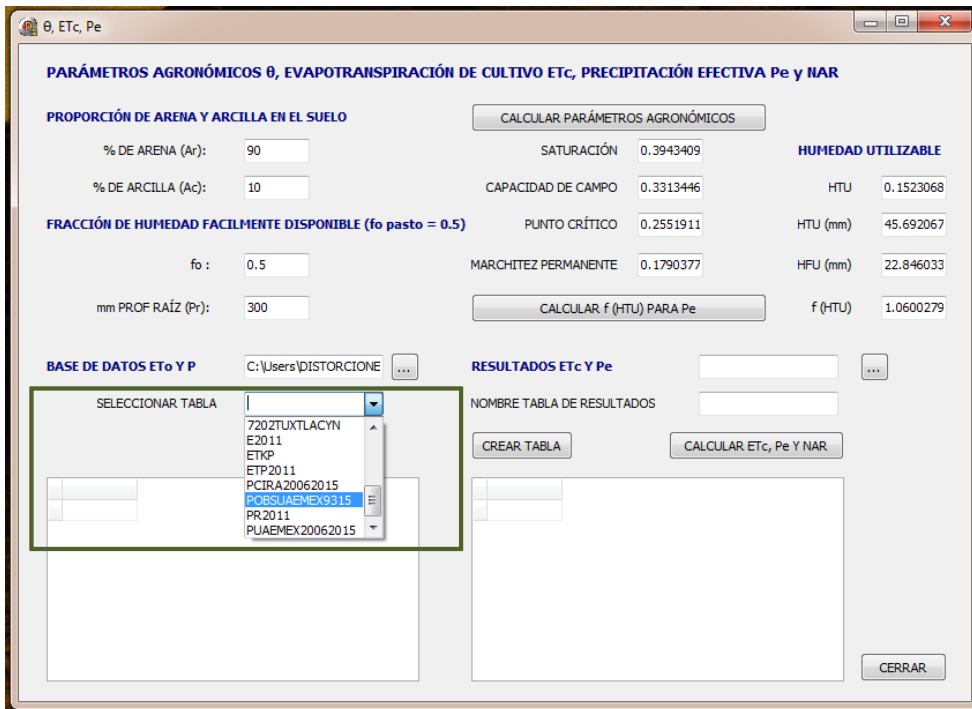 θ, ETc, Pe
PARÁMETROS AGRONÓMICOS θ, EVAPOTRANSPIRACIÓN DE CULTIVO ETc, PRECIPITACIÓN EFECTIVA Pe y NAR
PROPORCIÓN DE ARENA Y ARCILLA EN EL SUELO CALCULAR PARÁMETROS AGRONÓMICOS
% DE ARENA (Ar): 90 SATURACIÓN 0.3943409 HUMEDAD UTILIZABLE
% DE ARCILLA (Ac): 10 CAPACIDAD DE CAMPO 0.3313446 HTU 0.1523068
FRACCIÓN DE HUMEDAD FACILMENTE DISPONIBLE (fo pasto = 0.5) PUNTO CRÍTICO 0.2551911 HTU (mm) 45.692067
fo : 0.5 MARCHITEZ PERMANENTE 0.1790377 HFU (mm) 22.846033
mm PROF RAÍZ (Pr): 300 CALCULAR f (HTU) PARA Pe f (HTU) 1.0600279
BASE DE DATOS ETo Y P C:\Users\DISTORCIONE ... RESULTADOS ETc Y Pe ...
SELECCIONAR TABLA NOMBRE TABLA DE RESULTADOS
7202TUXTLACYN
E2011
ETKP
ETP2011
PCIRA20062015
POBSUAEMEX9315
PR2011
PUAEMEX20062015
CREAR TABLA CALCULAR ETc, Pe Y NAR
CERRAR